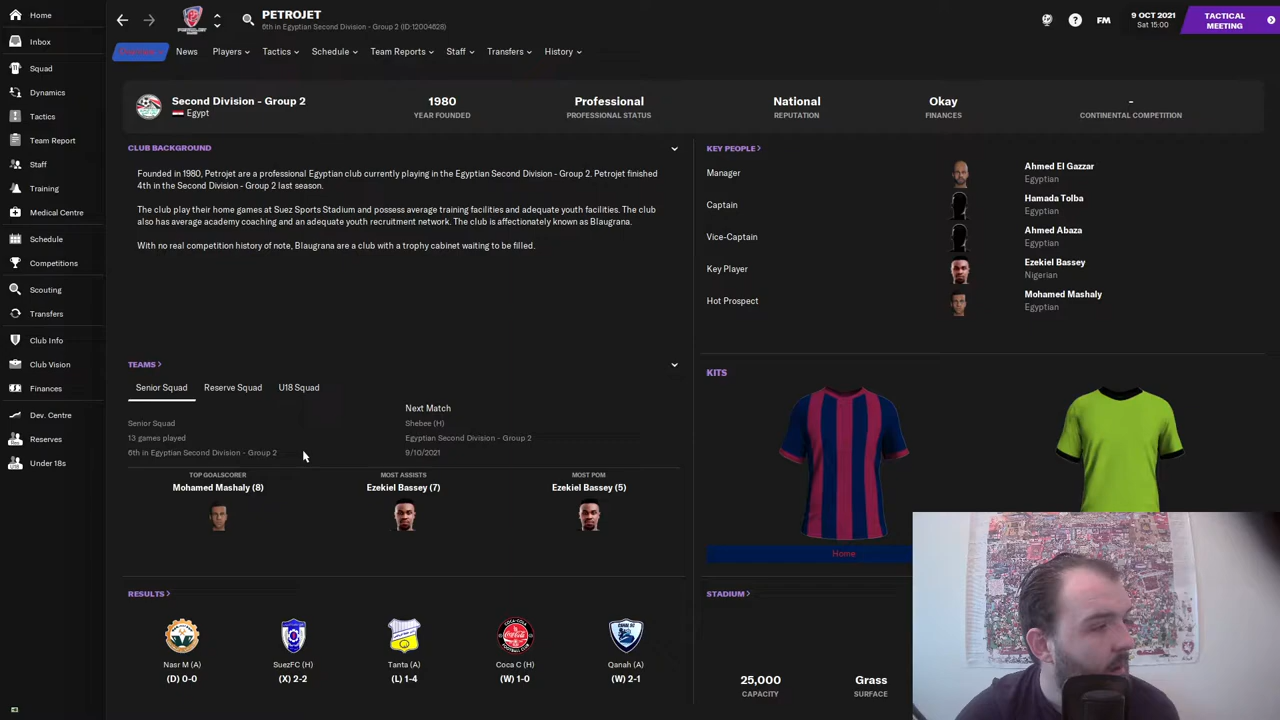 PETROJET
6th in Egyptian Second Division - Group 2 (ID:12004628)
FM
9 OCT 2021
Sat 15:00
TACTICAL
MEETING
Home
Inbox
Squad
Dynamics
Tactics
Team Report
Staff
Training
Medical Centre
Schedule
Competitions
Scouting
Transfers
Club Info
Club Vision
Finances
Dev. Centre
Reserves
Under 18s
News
Players
Tactics
Schedule
Team Reports
Staff
Transfers
History
Second Division - Group 2
Egypt
1980
YEAR FOUNDED
Professional
PROFESSIONAL STATUS
National
REPUTATION
Okay
FINANCES
-
CONTINENTAL COMPETITION
CLUB BACKGROUND
Founded in 1980, Petrojet are a professional Egyptian club currently playing in the Egyptian Second Division - Group 2. Petrojet finished
4th in the Second Division - Group 2 last season.
The club play their home games at Suez Sports Stadium and possess average training facilities and adequate youth facilities. The club
also has average academy coaching and an adequate youth recruitment network. The club is affectionately known as Blaugrana.
With no real competition history of note, Blaugrana are a club with a trophy cabinet waiting to be filled.
KEY PEOPLE
Manager
Ahmed El Gazzar
Egyptian
Captain
Hamada Tolba
Egyptian
Vice-Captain
Ahmed Abaza
Egyptian
Key Player
Ezekiel Bassey
Nigerian
Hot Prospect
Mohamed Mashaly
Egyptian
TEAMS
Senior Squad
Reserve Squad
U18 Squad
Senior Squad
13 games played
6th in Egyptian Second Division - Group 2
Next Match
Shebee (H)
Egyptian Second Division - Group 2
9/10/2021
TOP GOALSCORER
Mohamed Mashaly (8)
MOST ASSISTS
Ezekiel Bassey (7)
MOST POM
Ezekiel Bassey (5)
KITS
Home
RESULTS
Nasr M (A)
(D) 0-0
SuezFC (H)
(X) 2-2
Tanta (A)
(L) 1-4
COCA-COLA
Coca C (H)
(W) 1-0
Qanah (A)
(W) 2-1
STADIUM
25,000
CAPACITY
Grass
SURFACE